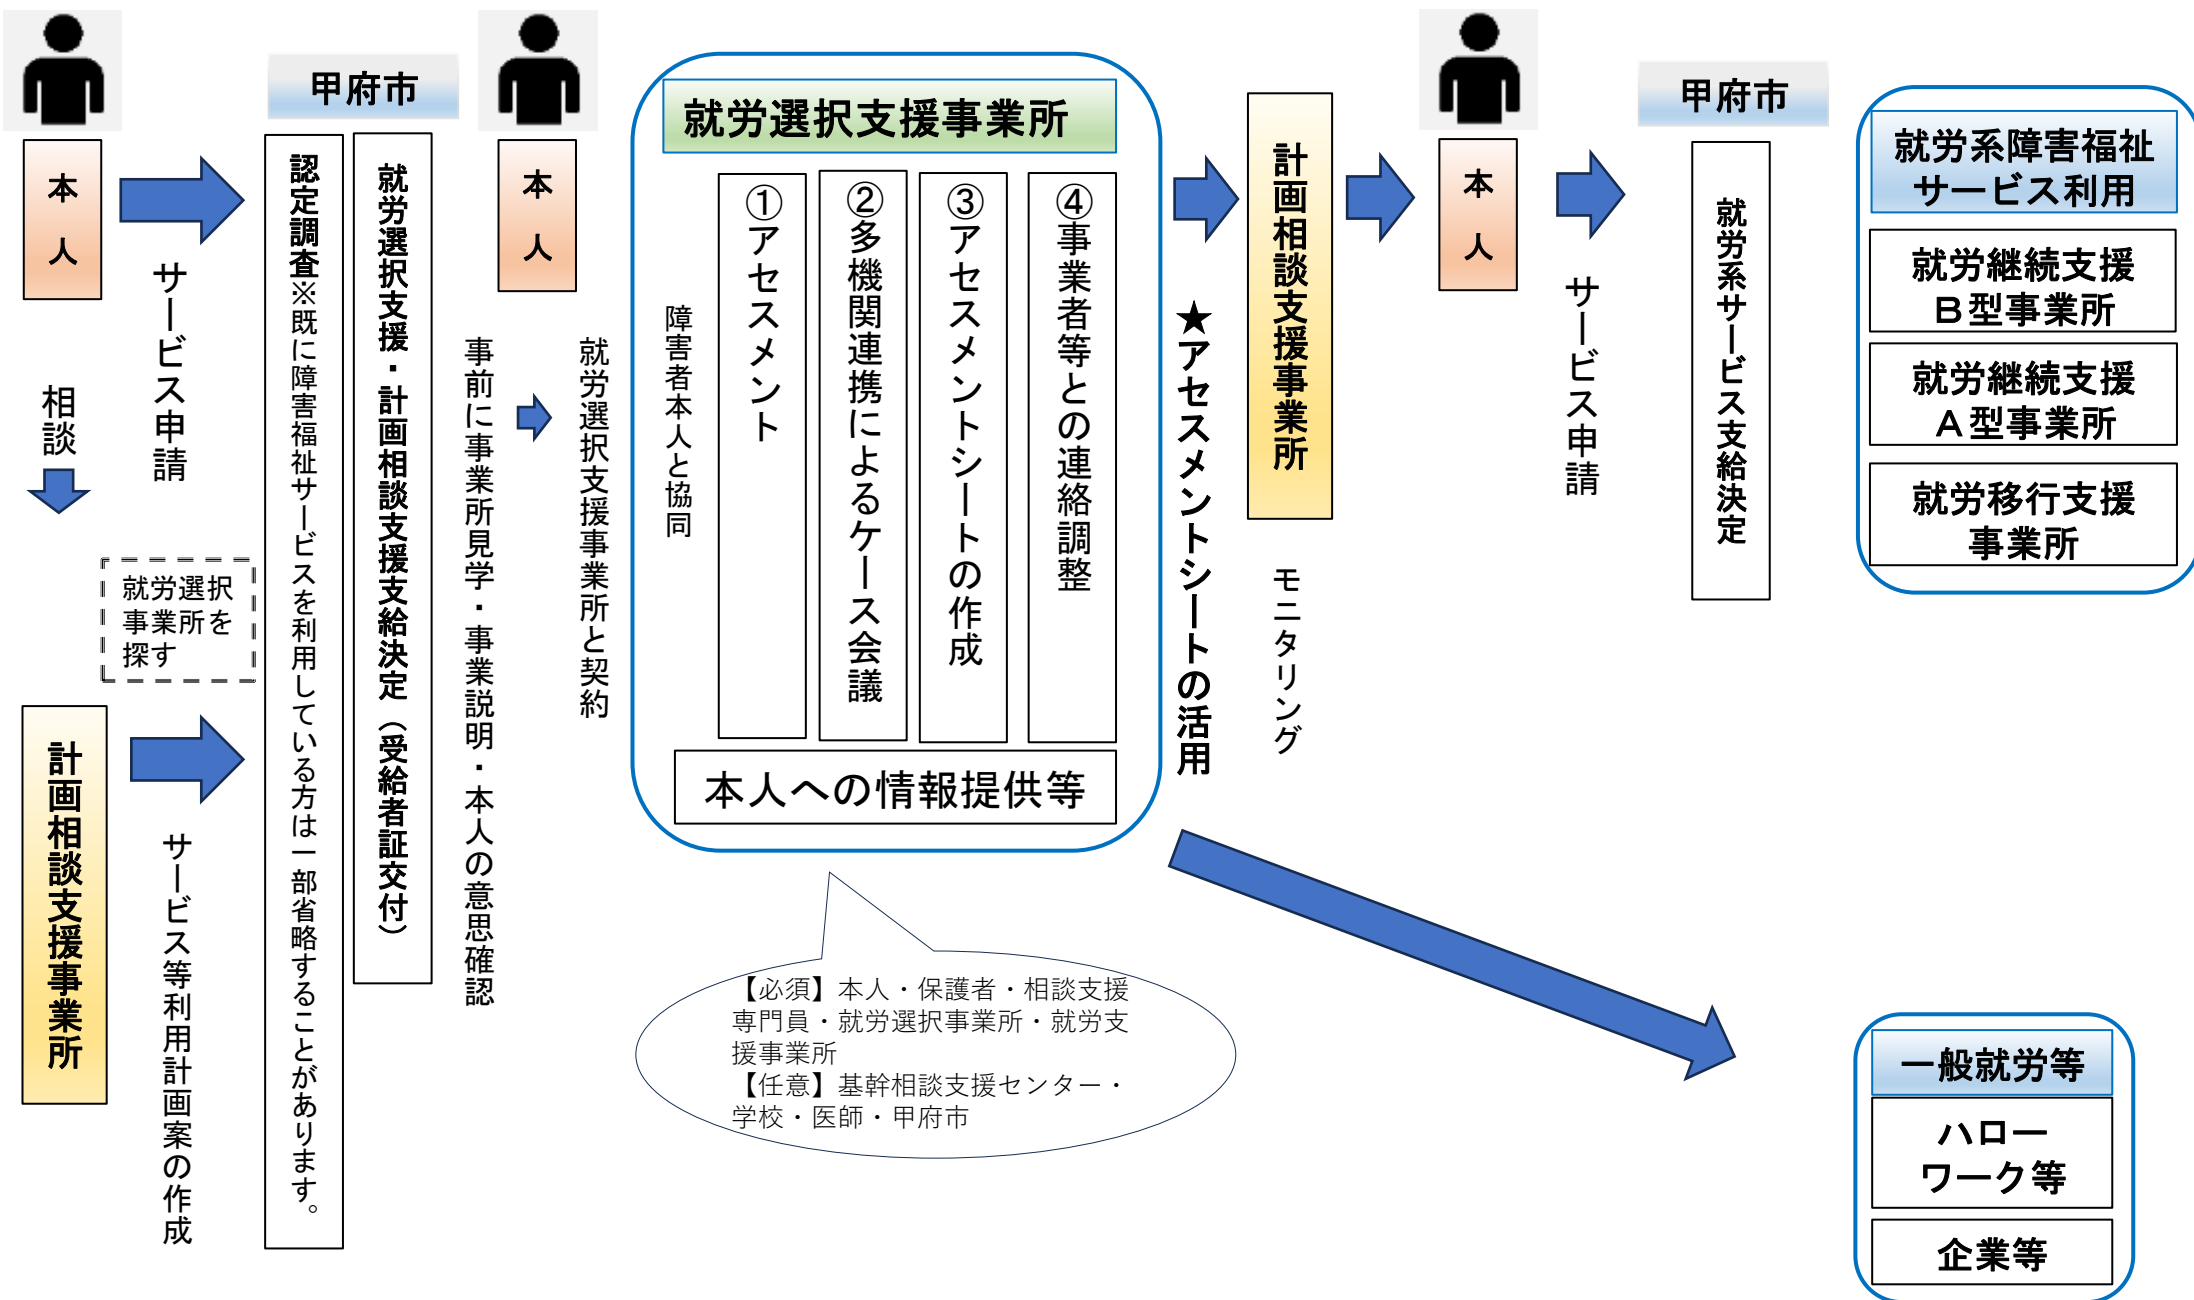 本人
相談
サービス申請
就労選択
事業所を
探す
計画相談支援事業所
サービス等利用計画案の作成
甲府市
認定調査※既に障害福祉サービスを利用している方は一部省略することがあります。
就労選択支援・計画相談支援支給決定（受給者証交付）
本人
事前に事業所見学・事業説明・本人の意思確認
就労選択支援事業所と契約
就労選択支援事業所
障害者本人と協同
①アセスメント
②多機関連携によるケース会議
③アセスメントシートの作成
④事業者等との連絡調整
本人への情報提供等
【必須】本人・保護者・相談支援
専門員・就労選択事業所・就労支
援事業所
【任意】基幹相談支援センター・
学校・医師・甲府市
★アセスメントシートの活用
計画相談支援事業所
モニタリング
本人
サービス申請
甲府市
就労系サービス支給決定
就労系障害福祉
サービス利用
就労継続支援
Ｂ型事業所
就労継続支援
Ａ型事業所
就労移行支援
事業所
一般就労等
ハロー
ワーク等
企業等